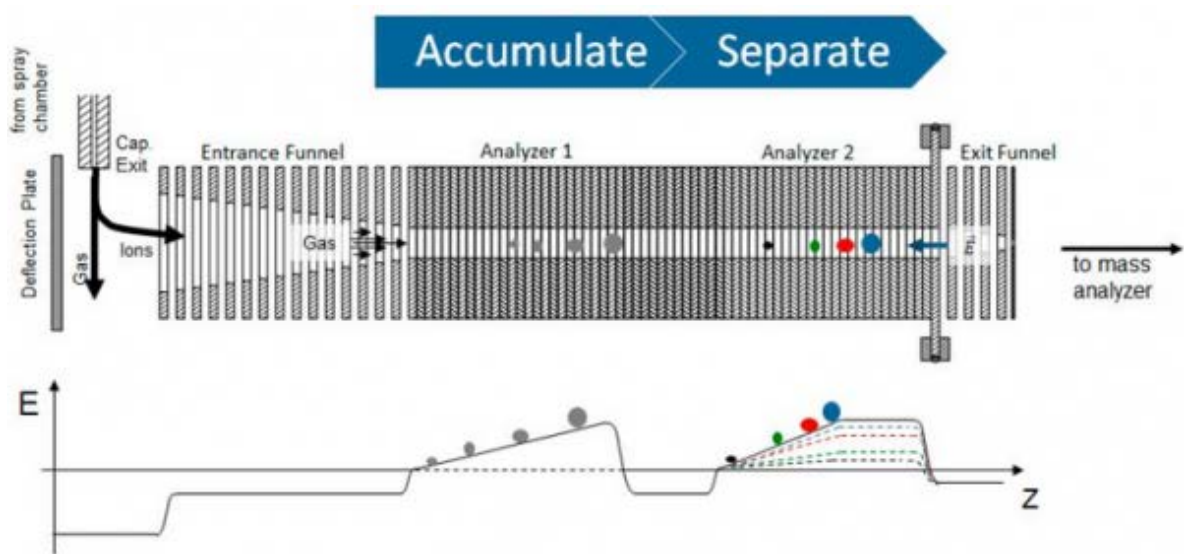 Accumulate
Separate
from spray
chamber
Cap.
Exit
Entrance Funnel
Analyzer 1
Analyzer 2
Exit Funnel
Deflection Plate
Ions
Gas
Gas
to mass
analyzer
E
Z